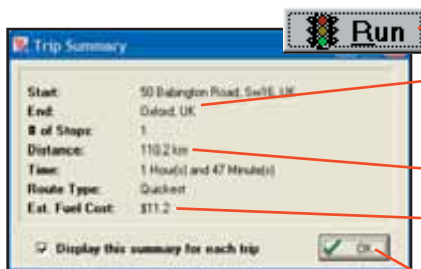 Run
Trip Summary
Start: 50 Babington Road, Sw16, UK
End: Oxford, UK
# of Stops: 1
Distance: 110.2 km
Time: 1 Hour(s) and 47 Minute(s)
Route Type: Quickest
Est. Fuel Cost: $11.2
Display this summary for each trip
OK